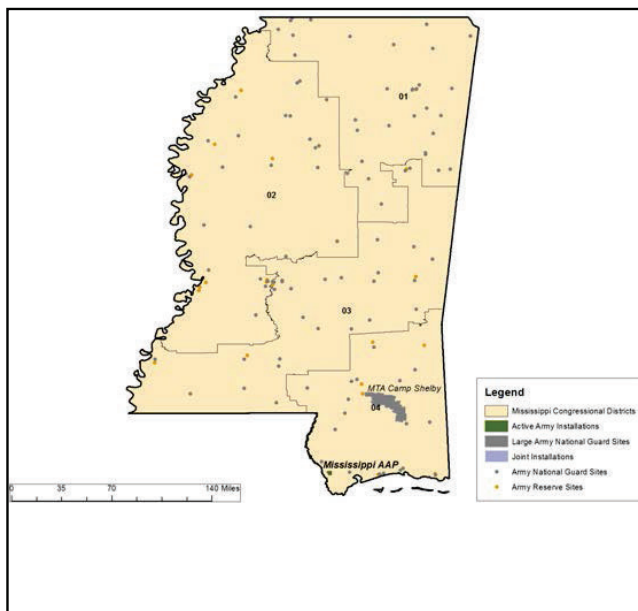 01
02
03
MTA Camp Shelby
04
Mississippi AAP
0 35 70 140 Miles
Legend
Mississippi Congressional Districts
Active Army Installations
Large Army National Guard Sites
Joint Installations
Army National Guard Sites
Army Reserve Sites